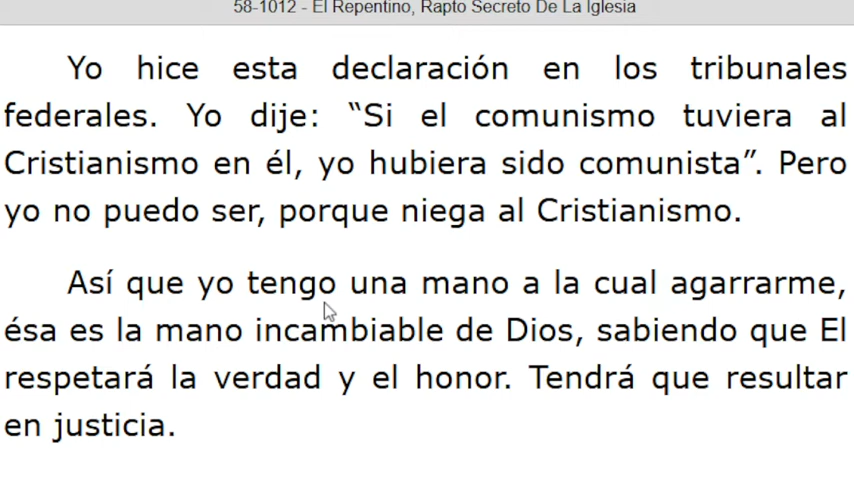 58-1012 - El Repentino, Rapto Secreto De La Iglesia
Yo hice esta declaración en los tribunales
federales. Yo dije: “Si el comunismo tuviera al
Cristianismo en él, yo hubiera sido comunista”. Pero
yo no puedo ser, porque niega al Cristianismo.
Así que yo tengo una mano a la cual agarrarme,
ésa es la mano incambiable de Dios, sabiendo que El
respetará la verdad y el honor. Tendrá que resultar
en justicia.